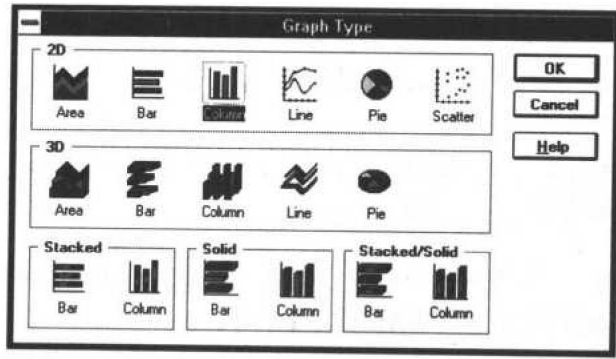 Graph Type
2D
Area Bar Column Line Pie Scatter
OK
Cancel
Help
3D
Area Bar Column Line Pie
Stacked Solid Stacked/Solid
Bar Column Bar Column Bar Column